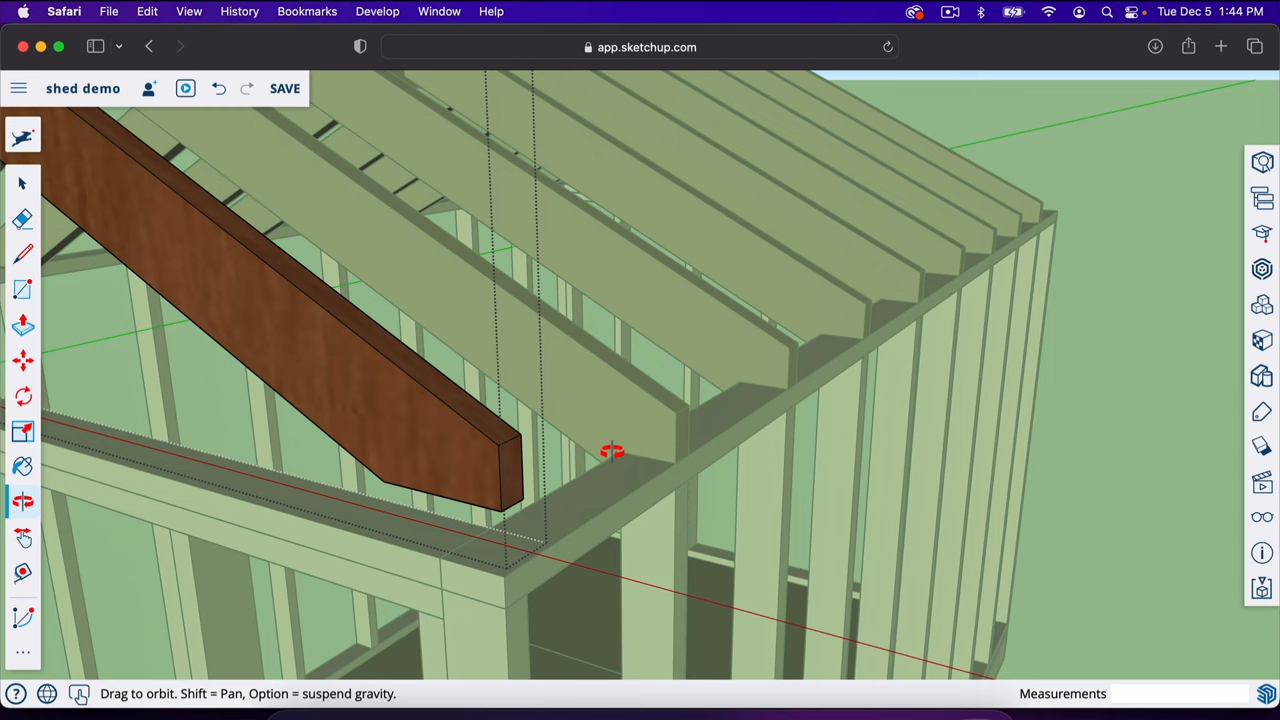 Safari File Edit View History Bookmarks Develop Window Help Tue Dec 5 1:44 PM
app.sketchup.com
shed demo SAVE
Drag to orbit. Shift = Pan, Option = suspend gravity. Measurements